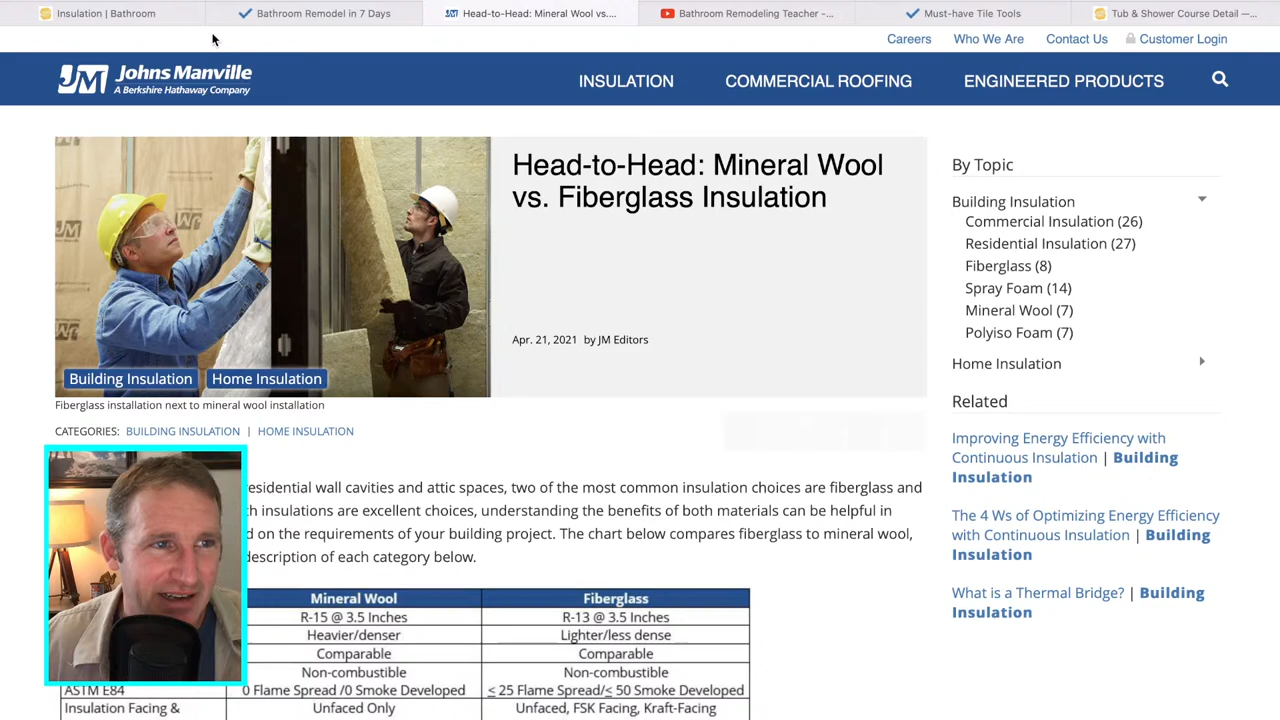 Insulation | Bathroom
Bathroom Remodel in 7 Days
Head-to-Head: Mineral Wool vs....
Bathroom Remodeling Teacher -...
Must-have Tile Tools
Tub & Shower Course Detail —...
Careers
Who We Are
Contact Us
Customer Login
JM
Johns Manville
A Berkshire Hathaway Company
INSULATION
COMMERCIAL ROOFING
ENGINEERED PRODUCTS
Head-to-Head: Mineral Wool
vs. Fiberglass Insulation
Apr. 21, 2021 by JM Editors
Building Insulation
Home Insulation
Fiberglass installation next to mineral wool installation
CATEGORIES: BUILDING INSULATION | HOME INSULATION
esidential wall cavities and attic spaces, two of the most common insulation choices are fiberglass and
h insulations are excellent choices, understanding the benefits of both materials can be helpful in
d on the requirements of your building project. The chart below compares fiberglass to mineral wool,
description of each category below.
Mineral Wool
Fiberglass
R-15 @ 3.5 Inches
R-13 @ 3.5 Inches
Heavier/denser
Lighter/less dense
Comparable
Comparable
Non-combustible
Non-combustible
ASTM E84
0 Flame Spread /0 Smoke Developed
≤ 25 Flame Spread/≤ 50 Smoke Developed
Insulation Facing &
Unfaced Only
Unfaced, FSK Facing, Kraft-Facing
By Topic
Building Insulation
Commercial Insulation (26)
Residential Insulation (27)
Fiberglass (8)
Spray Foam (14)
Mineral Wool (7)
Polyiso Foam (7)
Home Insulation
Related
Improving Energy Efficiency with
Continuous Insulation | Building
Insulation
The 4 Ws of Optimizing Energy Efficiency
with Continuous Insulation | Building
Insulation
What is a Thermal Bridge? | Building
Insulation